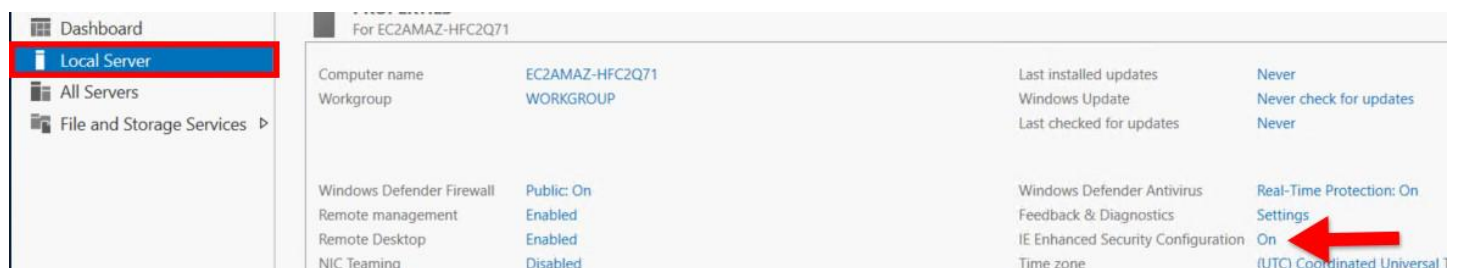 Dashboard
Local Server
All Servers
File and Storage Services
PROPERTIES
For EC2AMAZ-HFC2Q71
Computer name EC2AMAZ-HFC2Q71 Last installed updates Never
Workgroup WORKGROUP Windows Update Never check for updates
Last checked for updates Never
Windows Defender Firewall Public: On Windows Defender Antivirus Real-Time Protection: On
Remote management Enabled Feedback & Diagnostics Settings
Remote Desktop Enabled IE Enhanced Security Configuration On
NIC Teaming Disabled Time zone (UTC) Coordinated Universal